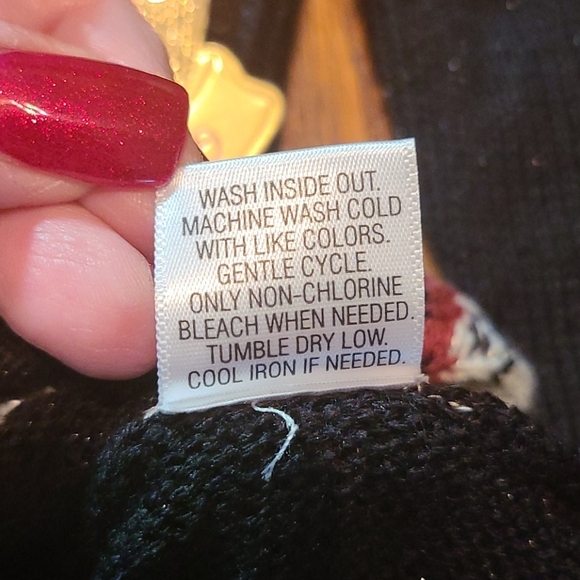 WASH INSIDE OUT.
MACHINE WASH COLD
WITH LIKE COLORS.
GENTLE CYCLE.
ONLY NON-CHLORINE
BLEACH WHEN NEEDED.
TUMBLE DRY LOW.
COOL IRON IF NEEDED.